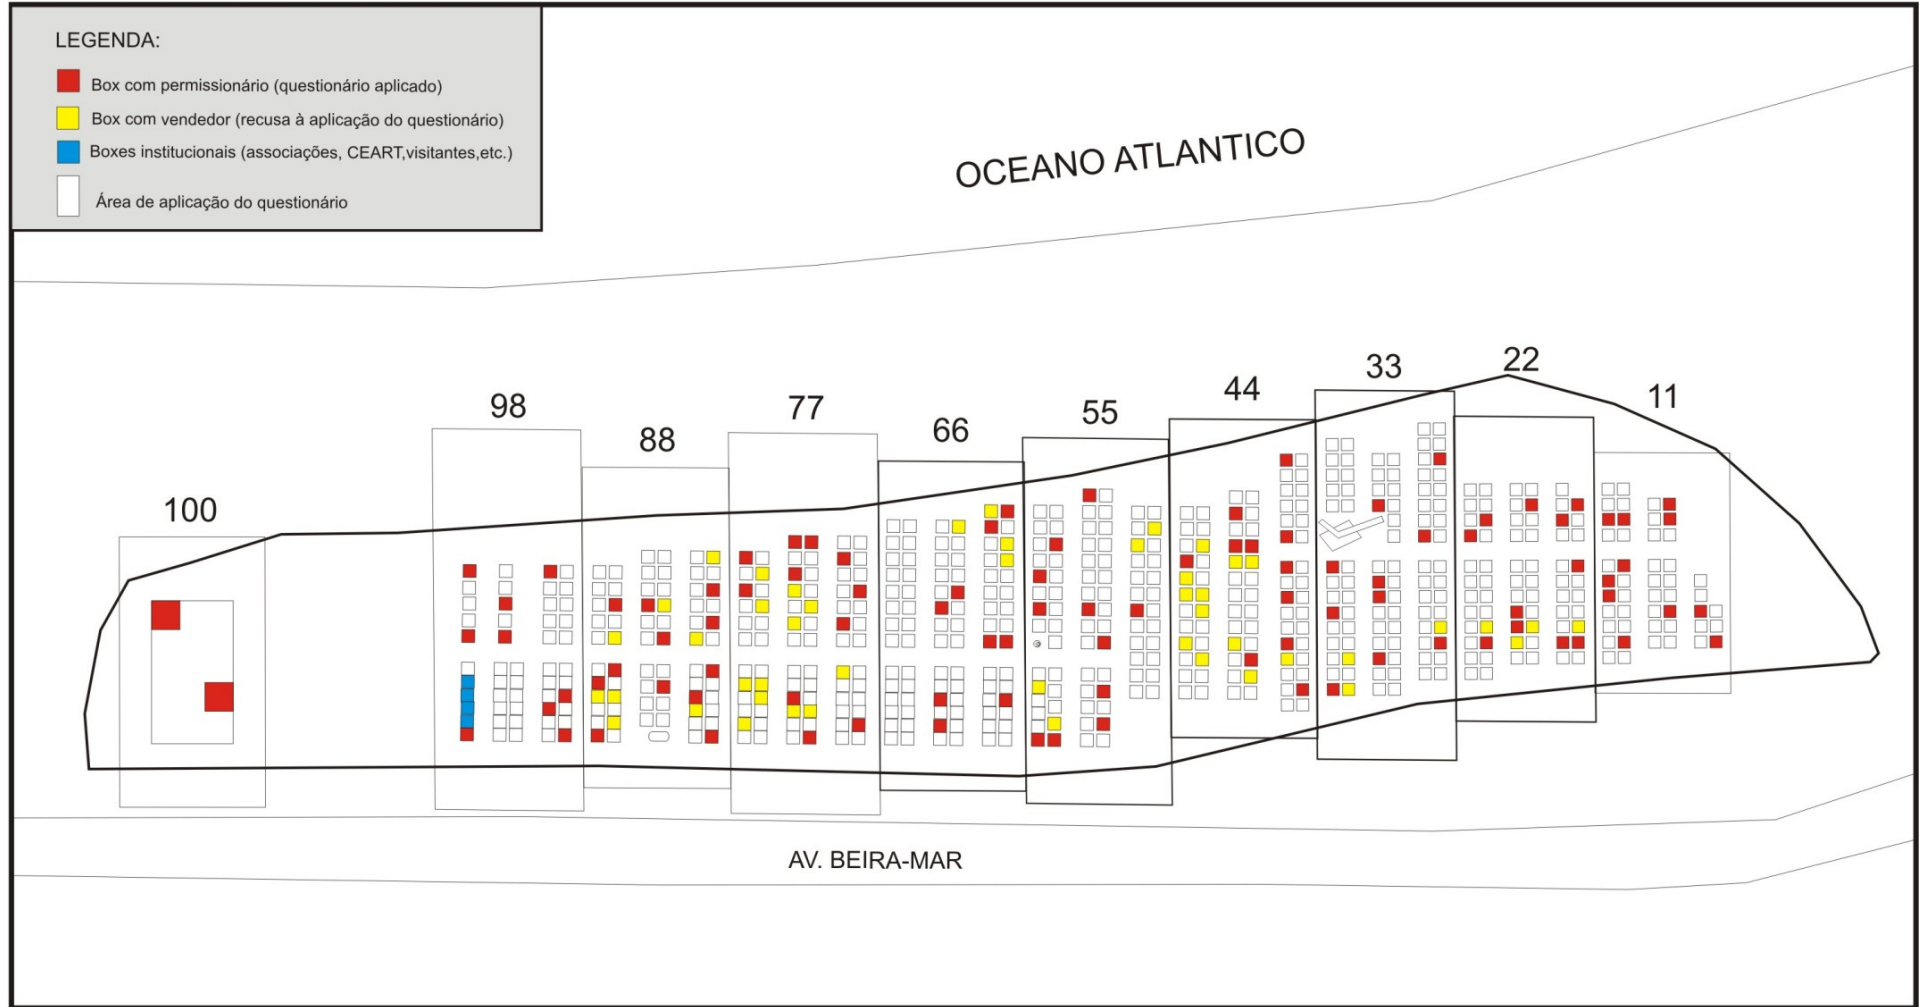 LEGENDA:
Box com permissionário (questionário aplicado)
Box com vendedor (recusa à aplicação do questionário)
Boxes institucionais (associações, CEART,visitantes,etc.)
Área de aplicação do questionário
OCEANO ATLANTICO
100
98
88
77
66
55
44
33
22
11
AV. BEIRA-MAR